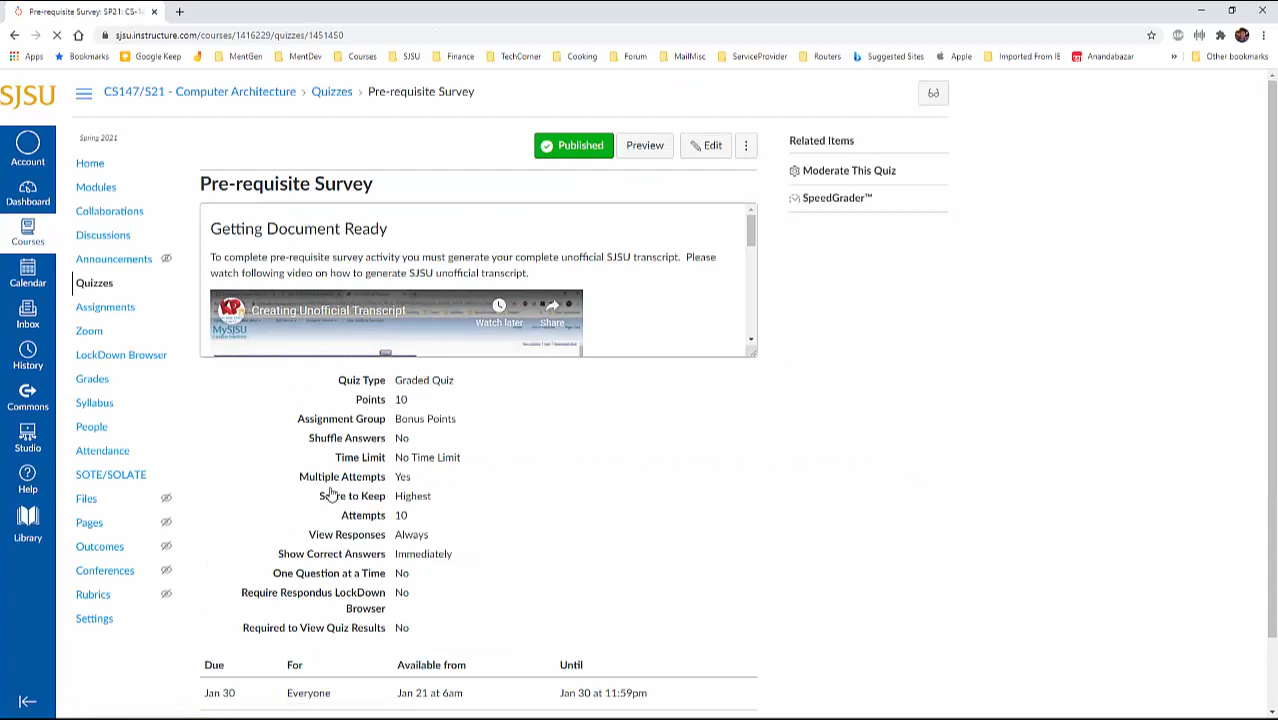 Pre-requisite Survey: SP21: CS-1
sjsu.instructure.com/courses/1416229/quizzes/1451450
Apps
Bookmarks
Google Keep
MentGen
MentDev
Courses
SJSU
Finance
TechCorner
Cooking
Forum
MailMisc
ServiceProvider
Routers
Suggested Sites
Apple
Imported From IE
Anandabazar
»
Other bookmarks
SJSU
CS147/S21 - Computer Architecture > Quizzes > Pre-requisite Survey
Account
Dashboard
Courses
Calendar
Inbox
History
Commons
Studio
Help
Library
Spring 2021
Home
Modules
Collaborations
Discussions
Announcements
Quizzes
Assignments
Zoom
LockDown Browser
Grades
Syllabus
People
Attendance
SOTE/SOLATE
Files
Pages
Outcomes
Conferences
Rubrics
Settings
Published
Preview
Edit
Pre-requisite Survey
Getting Document Ready
To complete pre-requisite survey activity you must generate your complete unofficial SJSU transcript. Please
watch following video on how to generate SJSU unofficial transcript.
Creating Unofficial Transcript
Watch later
Share
MySJSU
Quiz Type Graded Quiz
Points 10
Assignment Group Bonus Points
Shuffle Answers No
Time Limit No Time Limit
Multiple Attempts Yes
Score to Keep Highest
Attempts 10
View Responses Always
Show Correct Answers Immediately
One Question at a Time No
Require Respondus LockDown No
Browser
Required to View Quiz Results No
Due For Available from Until
Jan 30 Everyone Jan 21 at 6am Jan 30 at 11:59pm
Related Items
Moderate This Quiz
SpeedGrader™